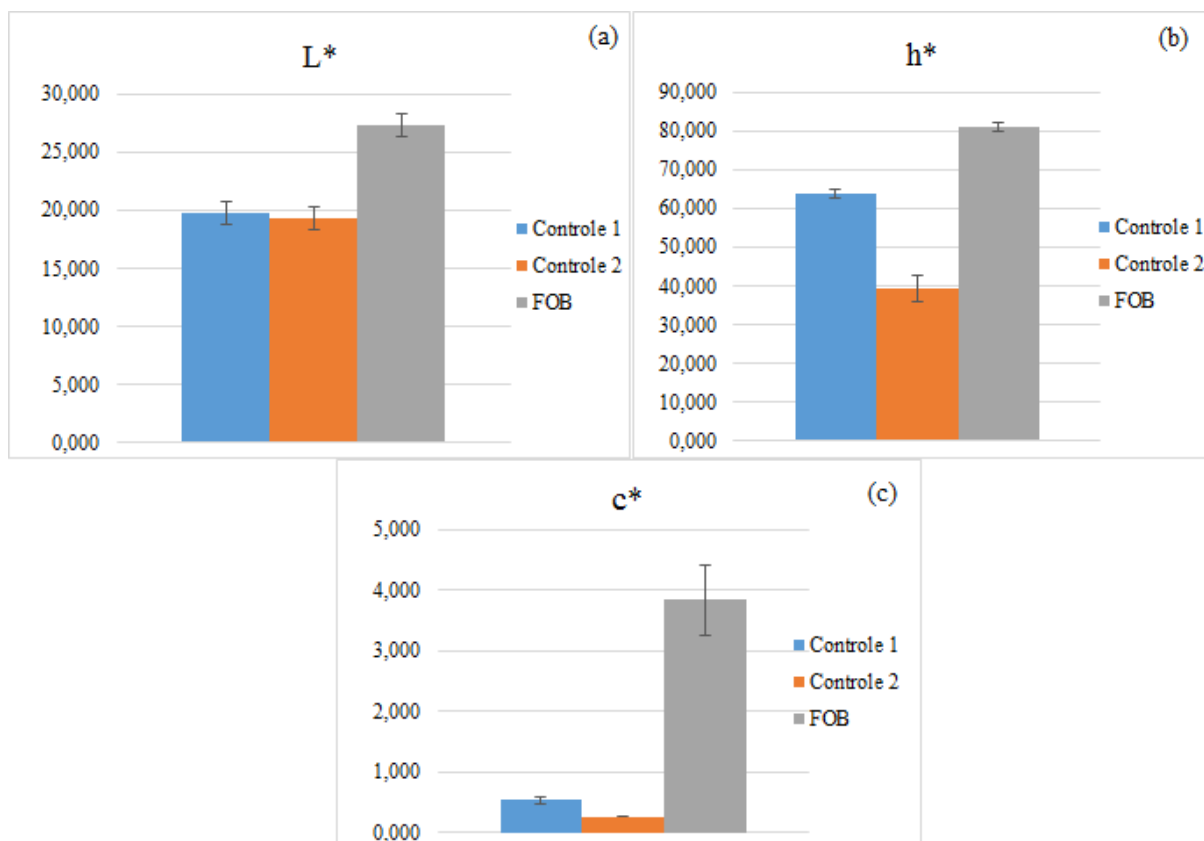 (a)
L*
30,000
25,000
20,000
15,000
10,000
5,000
0,000
Controle 1
Controle 2
FOB
(b)
h*
90,000
80,000
70,000
60,000
50,000
40,000
30,000
20,000
10,000
0,000
Controle 1
Controle 2
FOB
(c)
c*
5,000
4,000
3,000
2,000
1,000
0,000
Controle 1
Controle 2
FOB